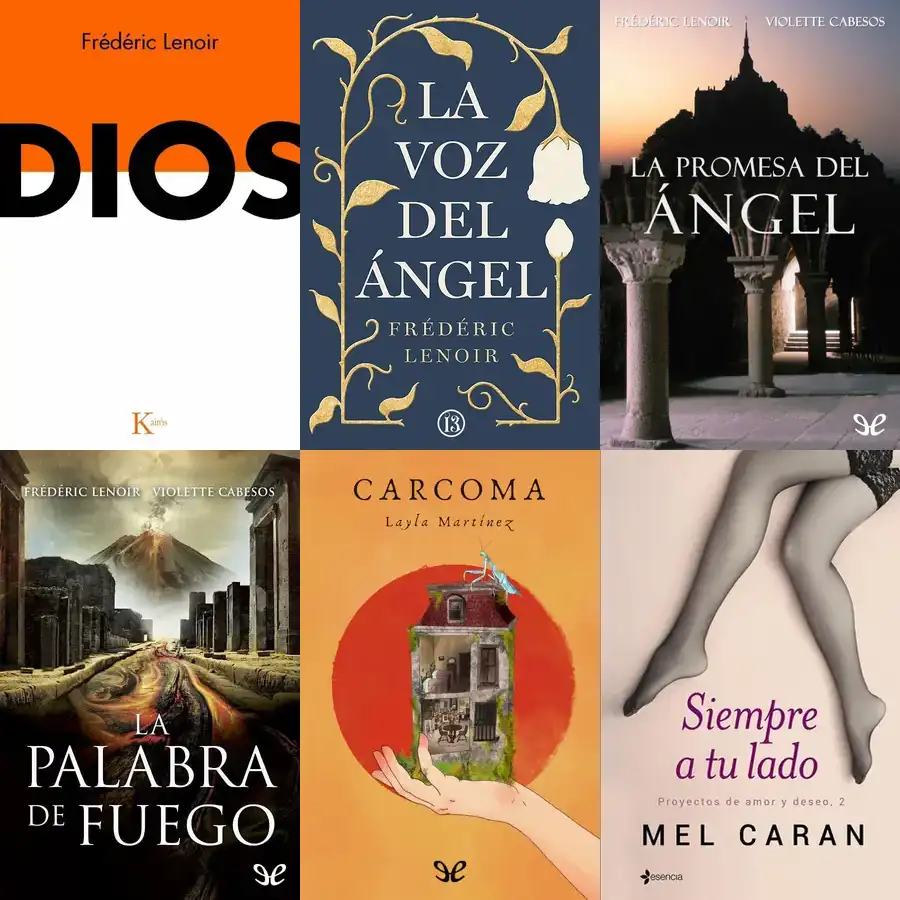 Frédéric Lenoir
DIOS
Kairós
LA
VOZ
DEL
ÁNGEL
FRÉDÉRIC
LENOIR
13
FRÉDÉRIC LENOIR VIOLETTE CABESOS
LA PROMESA DEL
ÁNGEL
FRÉDÉRIC LENOIR VIOLETTE CABESOS
LA
PALABRA
DE FUEGO
CARCOMA
Layla Martínez
Siempre
a tu lado
Proyectos de amor y deseo, 2
MEL CARAN
esencia